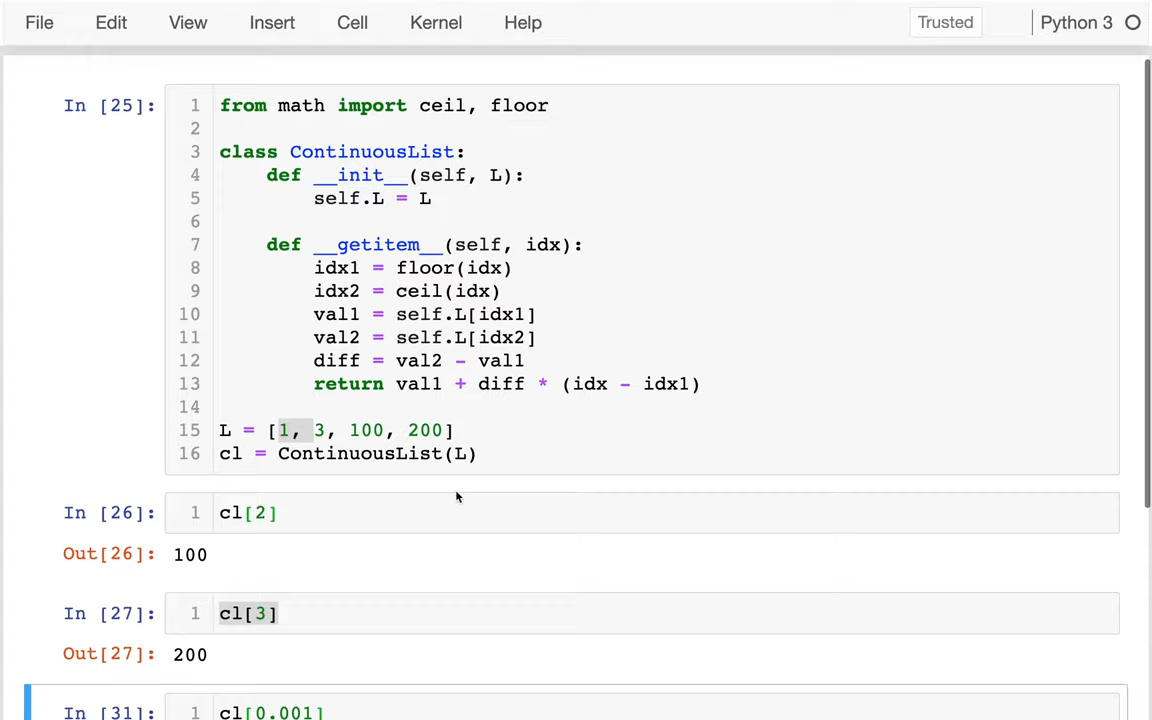 File Edit View Insert Cell Kernel Help Trusted Python 3
In [25]:
1 from math import ceil, floor
2
3 class ContinuousList:
4     def __init__(self, L):
5         self.L = L
6
7     def __getitem__(self, idx):
8         idx1 = floor(idx)
9         idx2 = ceil(idx)
10         val1 = self.L[idx1]
11         val2 = self.L[idx2]
12         diff = val2 - val1
13         return val1 + diff * (idx - idx1)
14
15 L = [1, 3, 100, 200]
16 cl = ContinuousList(L)
In [26]: 1 cl[2]
Out[26]: 100
In [27]: 1 cl[3]
Out[27]: 200
In [31]: 1 cl[0.001]